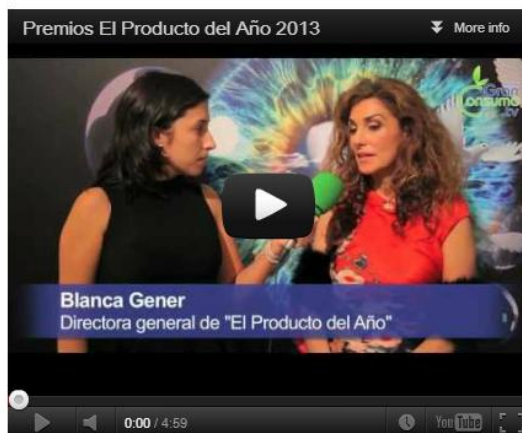 Premios El Producto del Año 2013
More info
Gran
Consumo
.tv
Blanca Gener
Directora general de "El Producto del Año"
0:00 / 4:59
YouTube